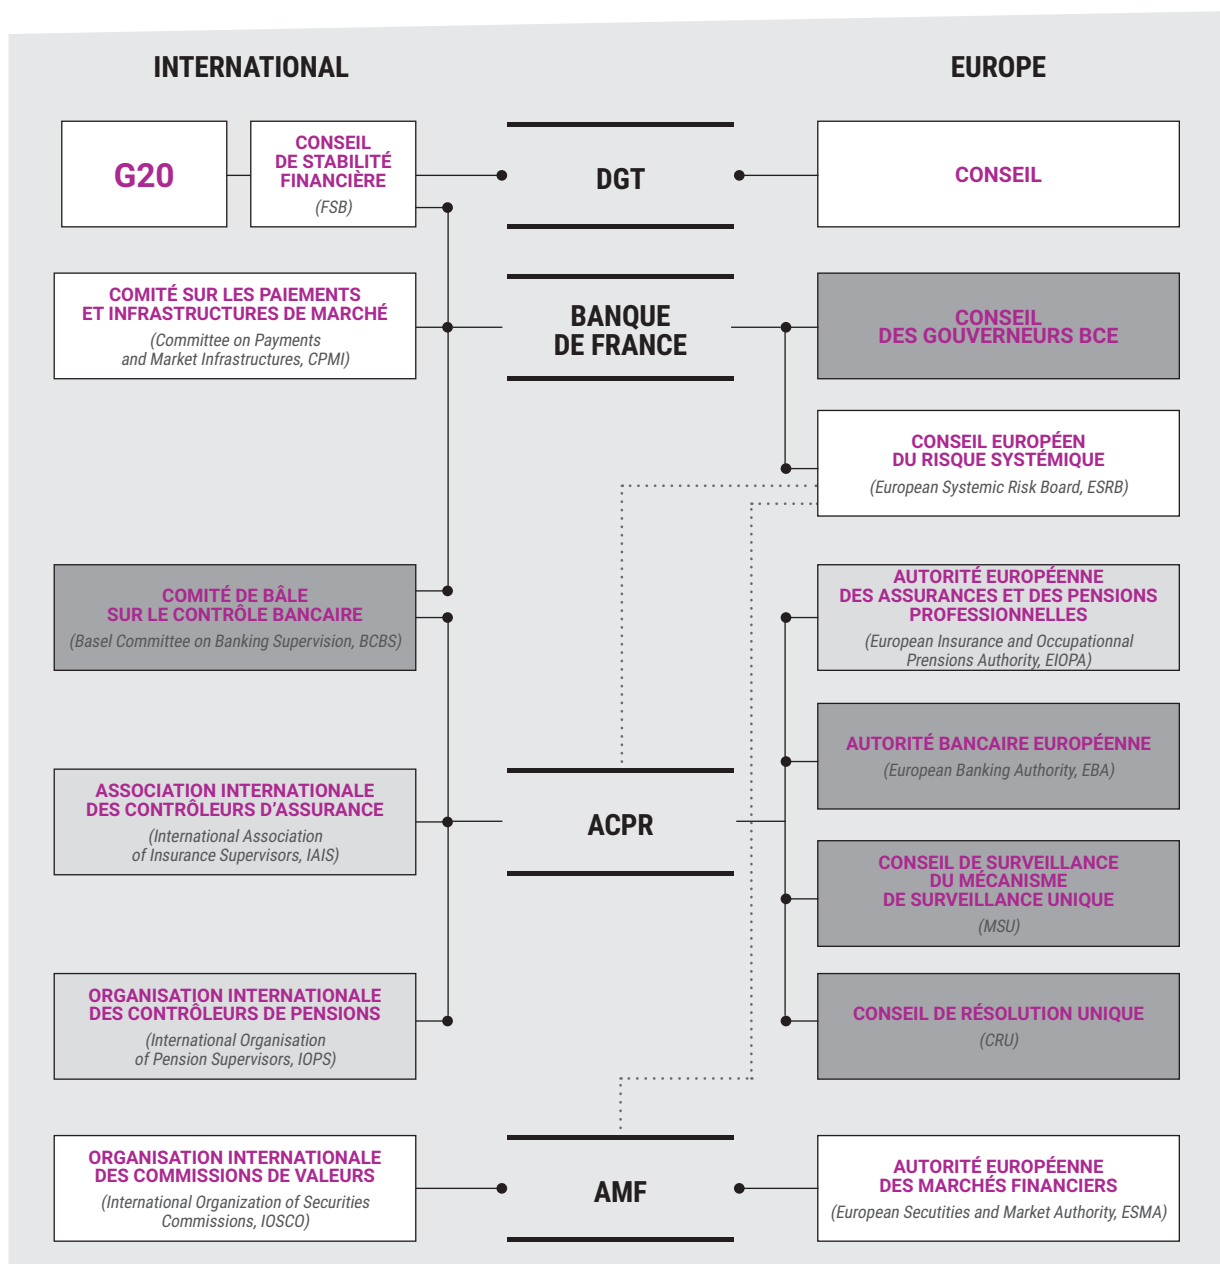 INTERNATIONAL
EUROPE
G20
CONSEIL
DE STABILITÉ
FINANCIÈRE
(FSB)
DGT
CONSEIL
COMITÉ SUR LES PAIEMENTS
ET INFRASTRUCTURES DE MARCHÉ
(Committee on Payments
and Market Infrastructures, CPMI)
BANQUE
DE FRANCE
CONSEIL
DES GOUVERNEURS BCE
CONSEIL EUROPÉEN
DU RISQUE SYSTÉMIQUE
(European Systemic Risk Board, ESRB)
COMITÉ DE BÂLE
SUR LE CONTRÔLE BANCAIRE
(Basel Committee on Banking Supervision, BCBS)
AUTORITÉ EUROPÉENNE
DES ASSURANCES ET DES PENSIONS
PROFESSIONNELLES
(European Insurance and Occupationnal
Prensions Authority, EIOPA)
AUTORITÉ BANCAIRE EUROPÉENNE
(European Banking Authority, EBA)
ASSOCIATION INTERNATIONALE
DES CONTRÔLEURS D'ASSURANCE
(International Association
of Insurance Supervisors, IAIS)
ACPR
CONSEIL DE SURVEILLANCE
DU MÉCANISME
DE SURVEILLANCE UNIQUE
(MSU)
ORGANISATION INTERNATIONALE
DES CONTRÔLEURS DE PENSIONS
(International Organisation
of Pension Supervisors, IOPS)
CONSEIL DE RÉSOLUTION UNIQUE
(CRU)
ORGANISATION INTERNATIONALE
DES COMMISSIONS DE VALEURS
(International Organization of Securities
Commissions, IOSCO)
AMF
AUTORITÉ EUROPÉENNE
DES MARCHÉS FINANCIERS
(European Secutities and Market Authority, ESMA)